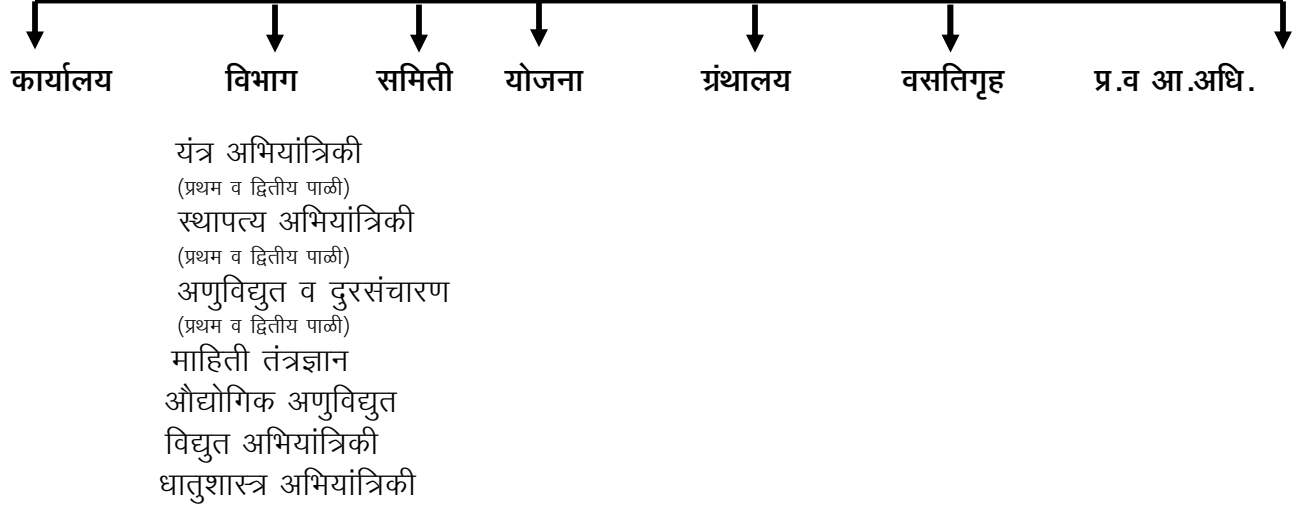 कार्यालय विभाग समिती योजना ग्रंथालय वसतिगृह प्र.व आ.अधि.
यंत्र अभियांत्रिकी
(प्रथम व द्वितीय पाळी)
स्थापत्य अभियांत्रिकी
(प्रथम व द्वितीय पाळी)
अणुविद्युत व दुरसंचारण
(प्रथम व द्वितीय पाळी)
माहिती तंत्रज्ञान
औद्योगिक अणुविद्युत
विद्युत अभियांत्रिकी
धातुशास्त्र अभियांत्रिकी